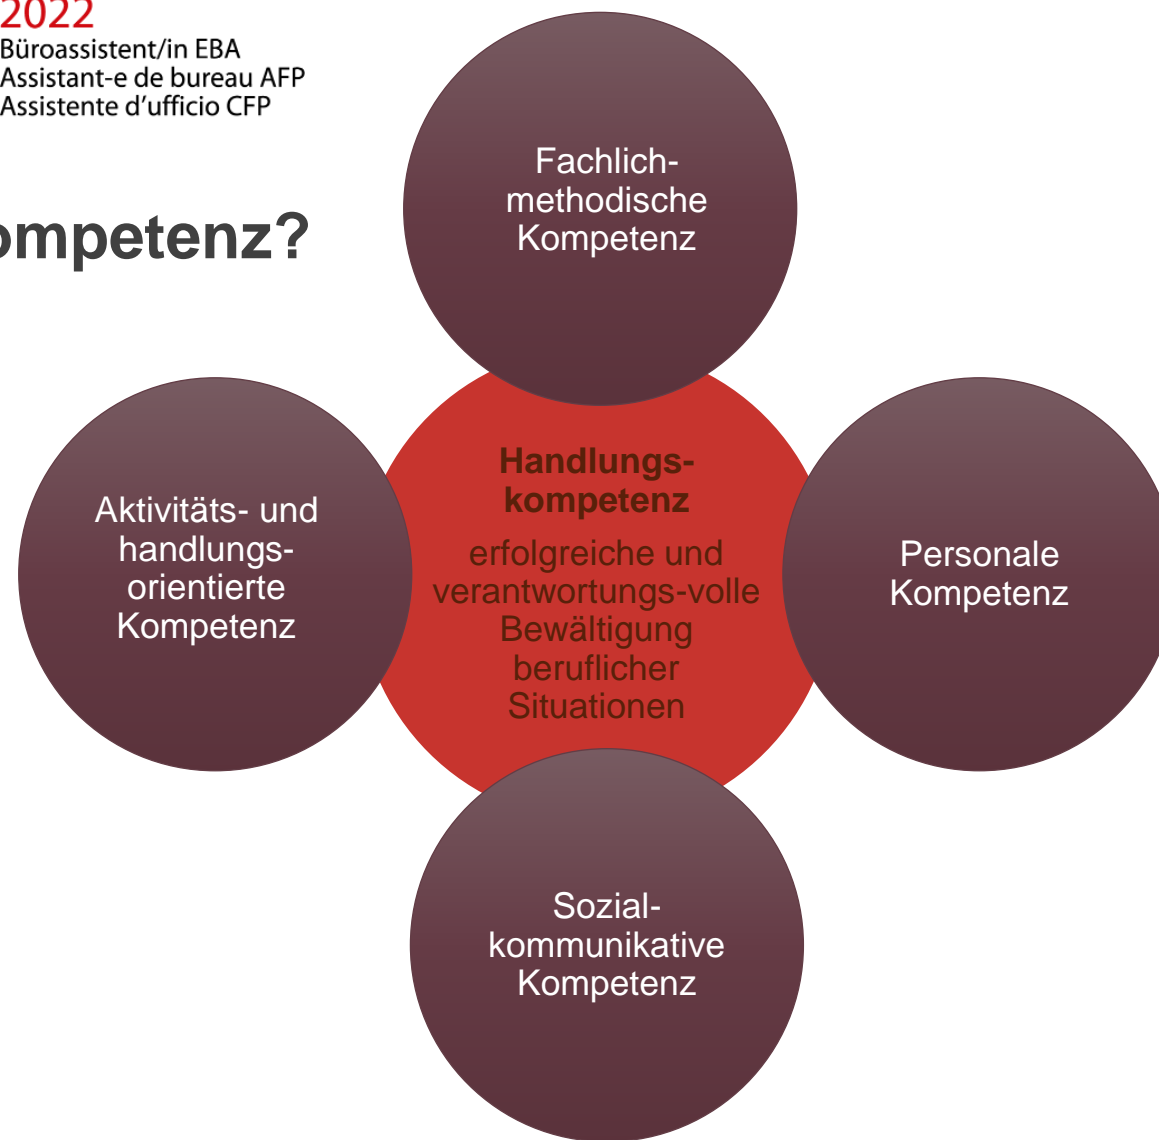 2022
Büroassistent/in EBA
Assistant-e de bureau AFP
Assistente d'ufficio CFP
ompetenz?
Fachlich-
methodische
Kompetenz
Aktivitäts- und
handlungs-
orientierte
Kompetenz
Handlungs-
kompetenz
erfolgreiche und
verantwortungs-volle
Bewältigung
beruflicher
Situationen
Personale
Kompetenz
Sozial-
kommunikative
Kompetenz